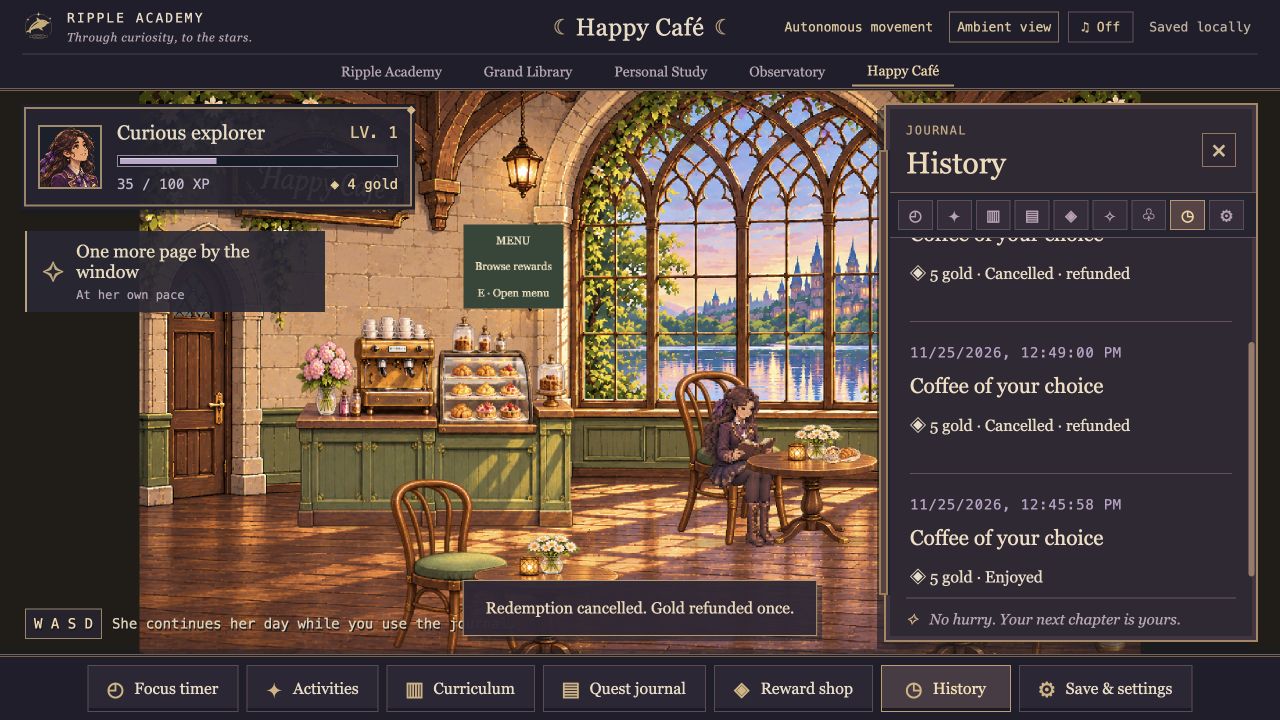 RIPPLE ACADEMY
Through curiosity, to the stars.
Happy Café
Autonomous movement
Ambient view
♫ Off
Saved locally
Ripple Academy
Grand Library
Personal Study
Observatory
Happy Café
Curious explorer
LV. 1
35 / 100 XP
◆ 4 gold
Happy Café
One more page by the
window
At her own pace
MENU
Browse rewards
E · Open menu
JOURNAL
History
Coffee of your choice
◈ 5 gold · Cancelled · refunded
11/25/2026, 12:49:00 PM
Coffee of your choice
◈ 5 gold · Cancelled · refunded
11/25/2026, 12:45:58 PM
Coffee of your choice
◈ 5 gold · Enjoyed
No hurry. Your next chapter is yours.
W A S D
She continues her day while you use the
Redemption cancelled. Gold refunded once.
Focus timer
Activities
Curriculum
Quest journal
Reward shop
History
Save & settings